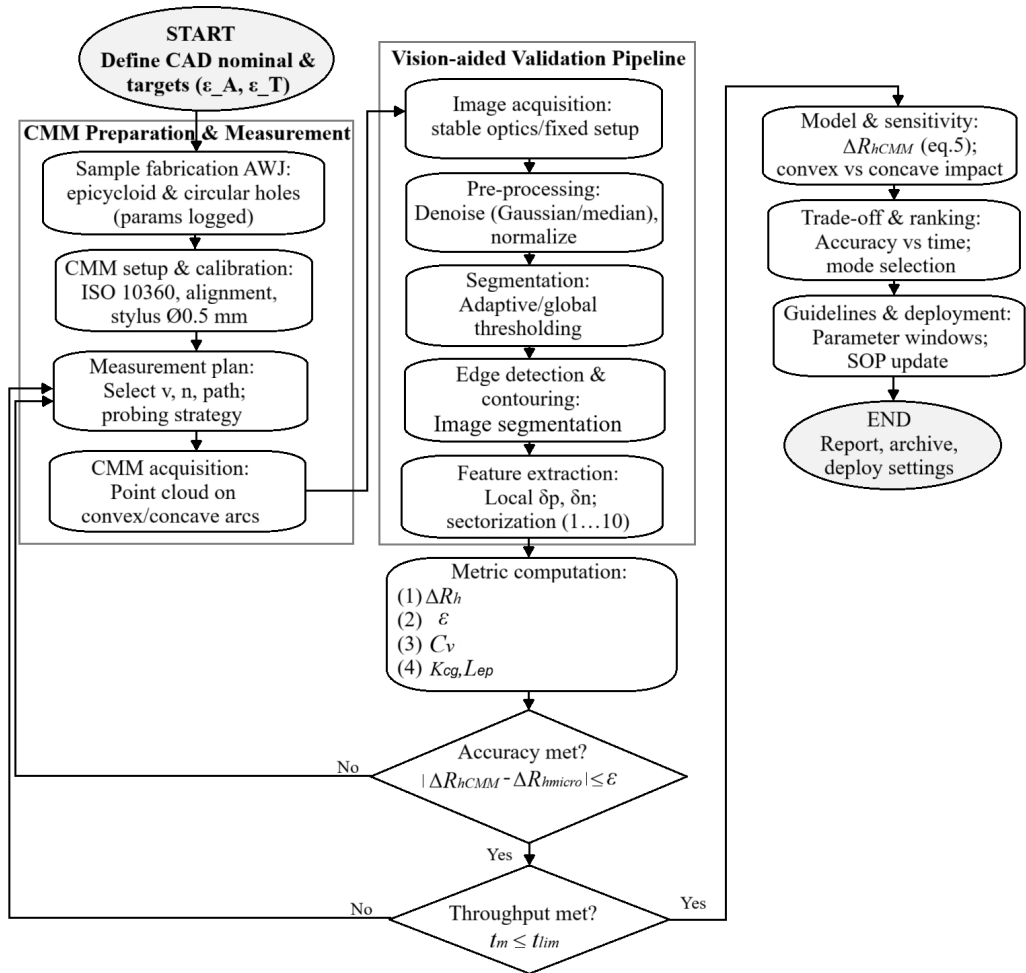 START
Define CAD nominal &
targets (ε_A, ε_T)
CMM Preparation & Measurement
Sample fabrication AWJ:
epicycloid & circular holes
(params logged)
CMM setup & calibration:
ISO 10360, alignment,
stylus Ø0.5 mm
Measurement plan:
Select v, n, path;
probing strategy
CMM acquisition:
Point cloud on
convex/concave arcs
Vision-aided Validation Pipeline
Image acquisition:
stable optics/fixed setup
Pre-processing:
Denoise (Gaussian/median),
normalize
Segmentation:
Adaptive/global
thresholding
Edge detection &
contouring:
Image segmentation
Feature extraction:
Local δp, δn;
sectorization (1…10)
Metric computation:
(1) ΔRh
(2) ε
(3) Cv
(4) Kcg,Lep
Accuracy met?
|ΔRhCMM - ΔRhmicro| ≤ ε
No
Yes
Throughput met?
tm ≤ tlim
No
Yes
Model & sensitivity:
ΔRhCMM (eq.5);
convex vs concave impact
Trade-off & ranking:
Accuracy vs time;
mode selection
Guidelines & deployment:
Parameter windows;
SOP update
END
Report, archive,
deploy settings